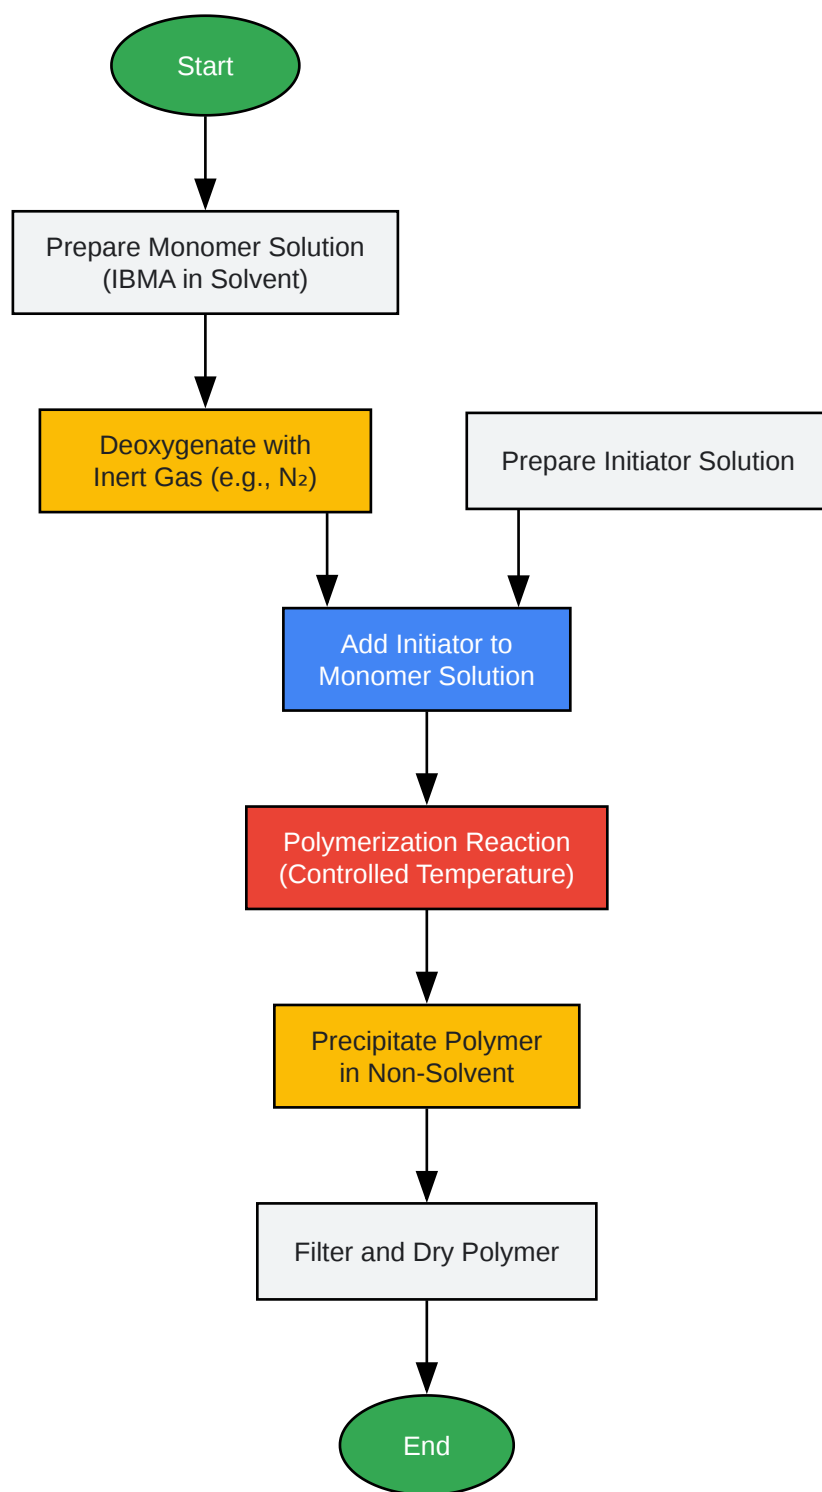 Start
Prepare Monomer Solution
(IBMA in Solvent)
Deoxygenate with
Inert Gas (e.g., N₂)
Prepare Initiator Solution
Add Initiator to
Monomer Solution
Polymerization Reaction
(Controlled Temperature)
Precipitate Polymer
in Non-Solvent
Filter and Dry Polymer
End